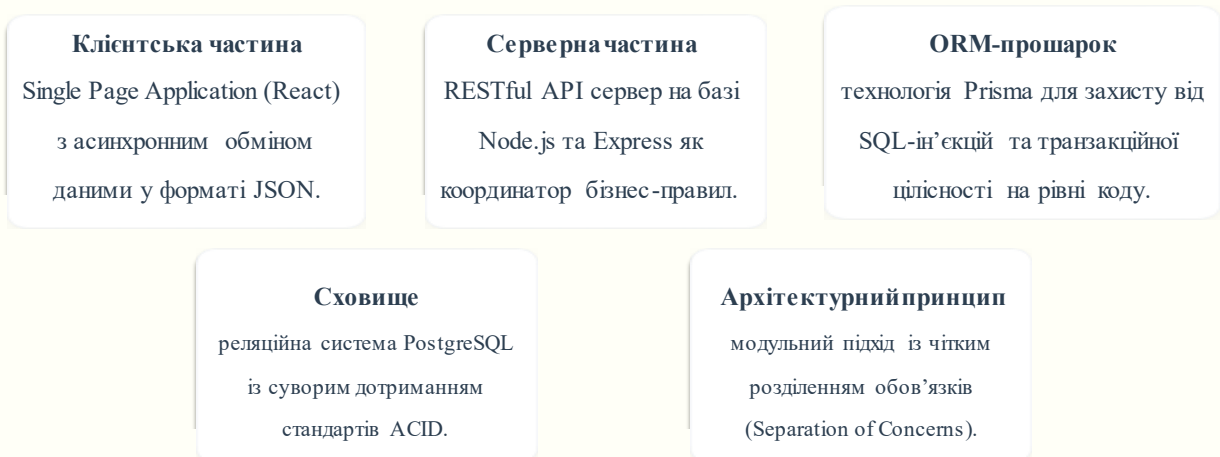 Клієнтська частина
Single Page Application (React)
з асинхронним обміном
даними у форматі JSON.
Серверна частина
RESTful API сервер на базі
Node.js та Express як
координатор бізнес-правил.
ORM-прошарок
технологія Prisma для захисту від
SQL-ін’єкцій та транзакційної
цілісності на рівні коду.
Сховище
реляційна система PostgreSQL
із суворим дотриманням
стандартів ACID.
Архітектурний принцип
модульний підхід із чітким
розділенням обов’язків
(Separation of Concerns).